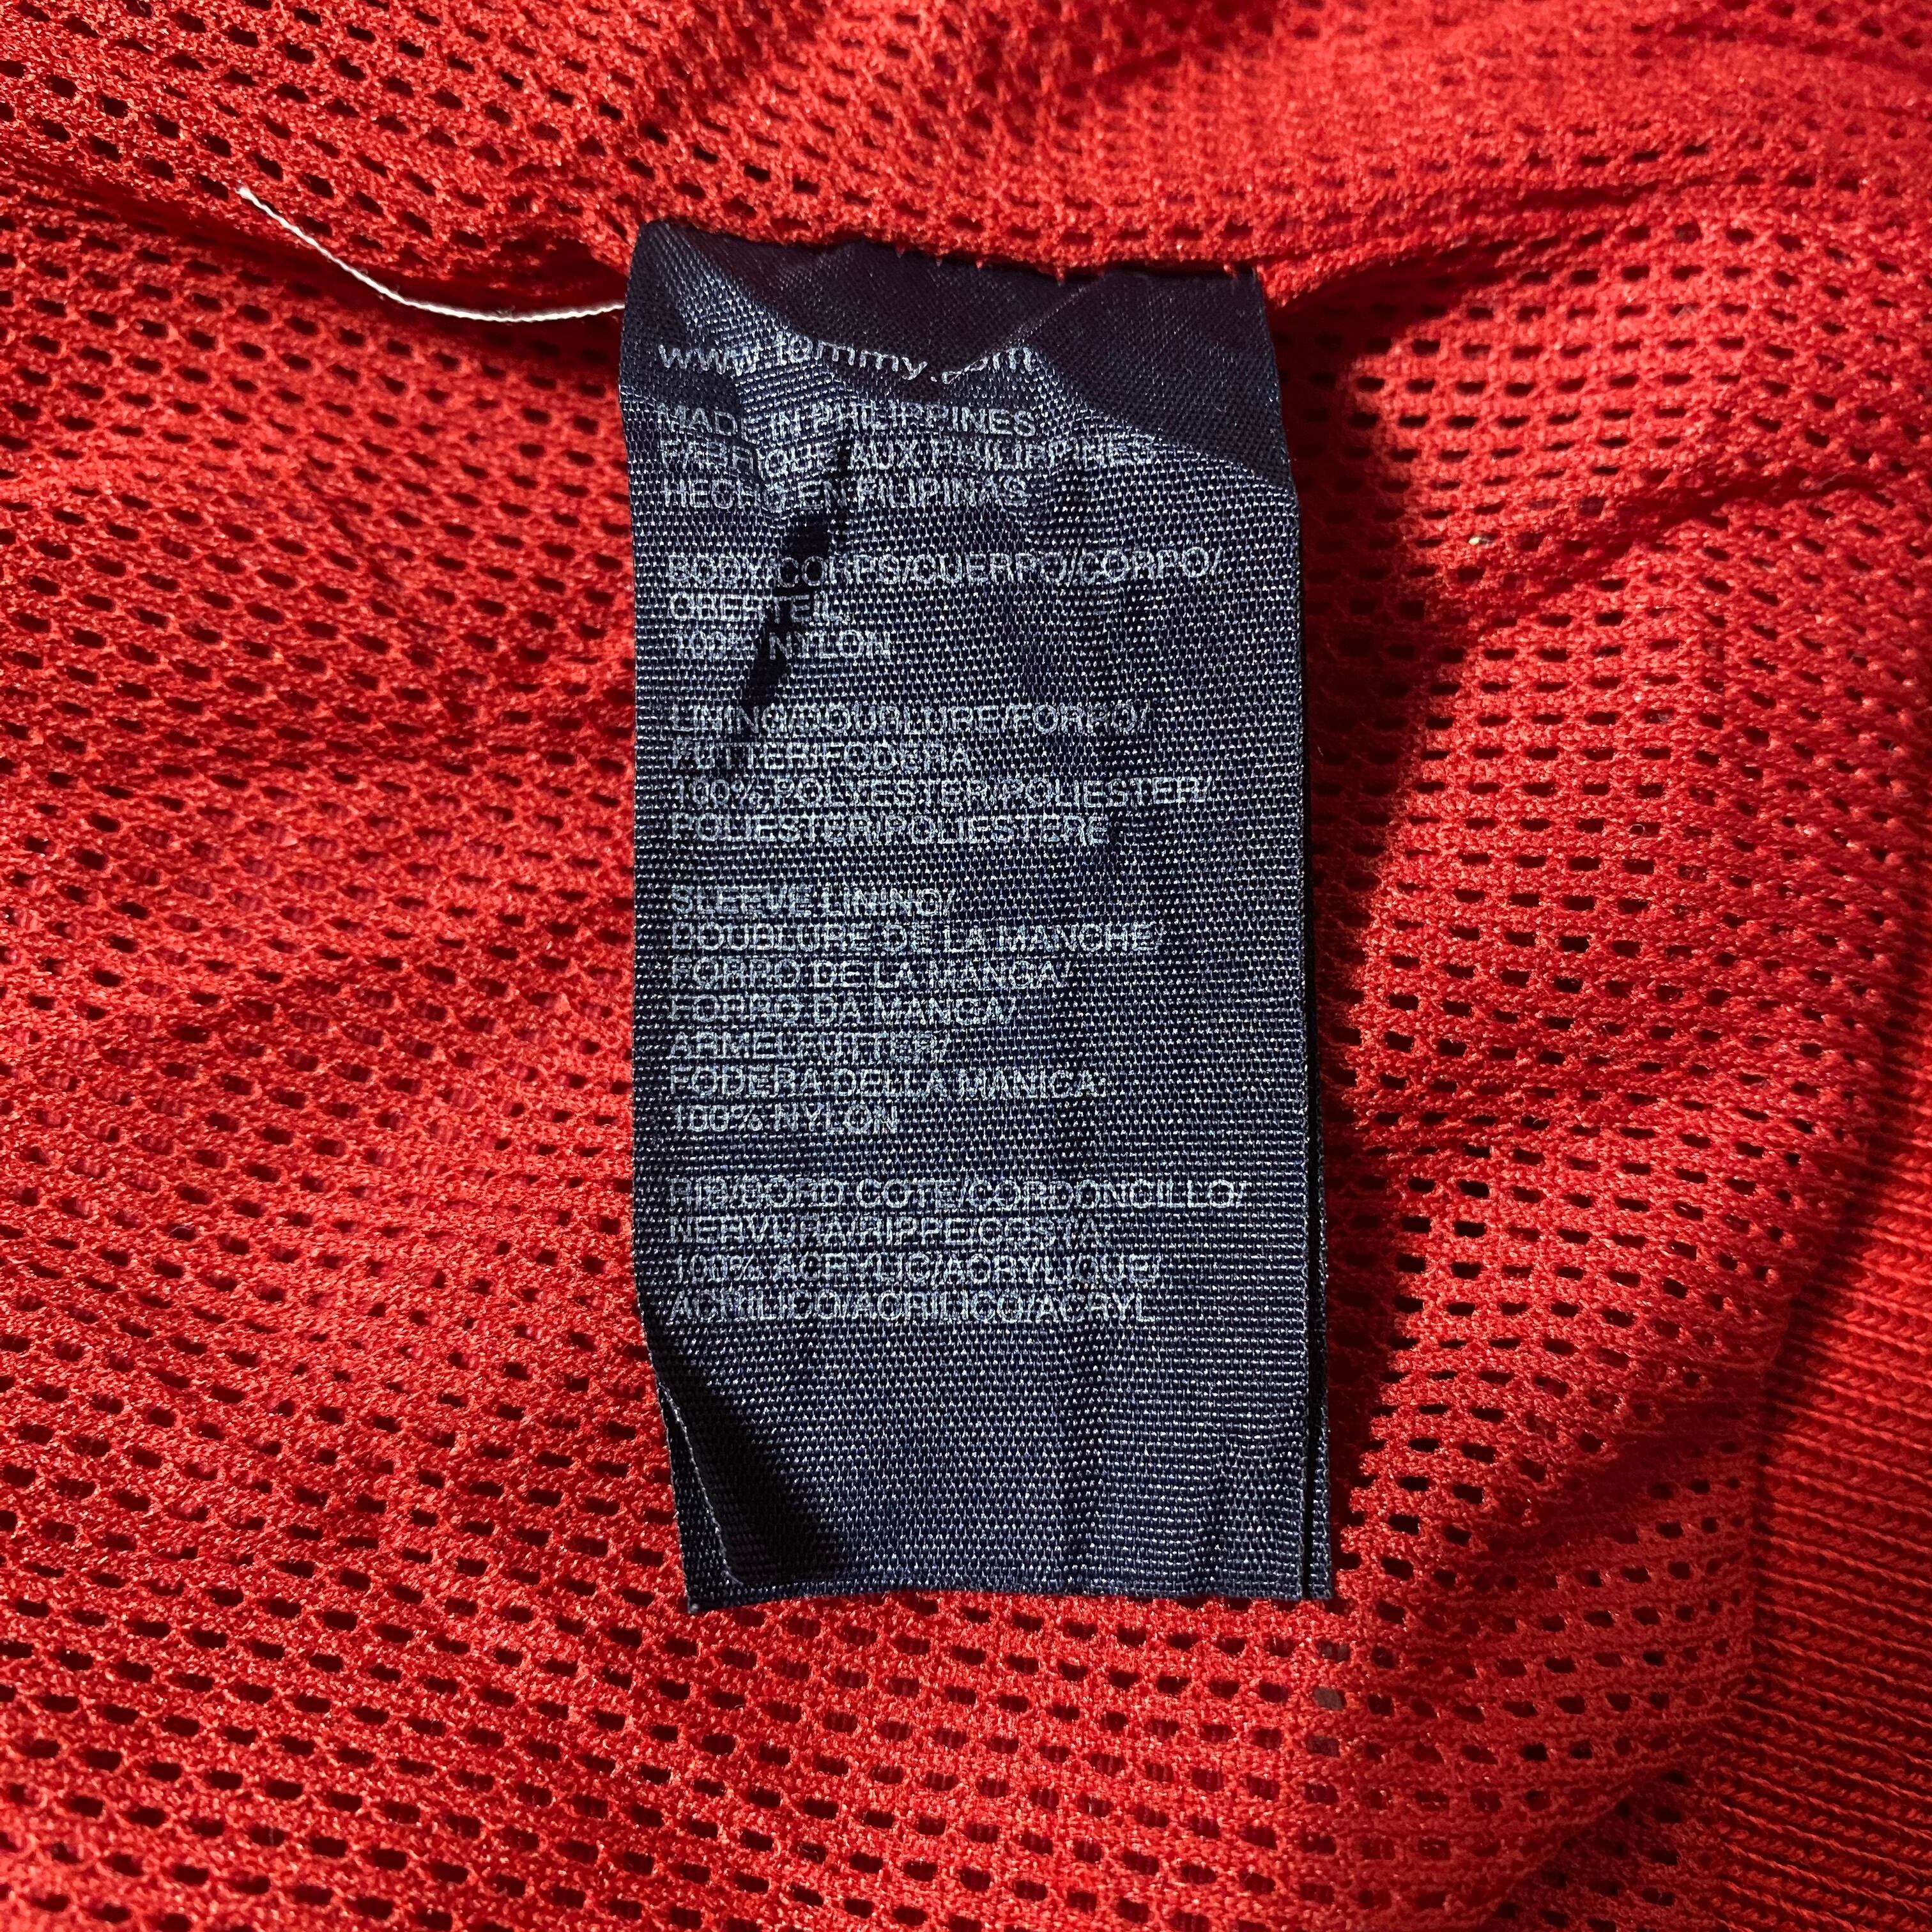 www.tommy.com
MADE IN PHILIPPINES
FABRIQUE AUX PHILIPPINES
HECHO EN FILIPINAS
BODY/CORPS/CUERPO/CORPO/
OBERTEIL
100% NYLON
LINING/DOUBLURE/FORRO/
FUTTER/FODERA
100% POLYESTER/POLIESTER/
POLIESTER/POLIESTERE
SLEEVE LINING/
DOUBLURE DE LA MANCHE
FORRO DE LA MANGA/
FORRO DA MANGA/
ARMELFUTTER/
FODERA DELLA MANICA
100% NYLON
RIB/BORD COTE/CORDONCILLO/
NERVURA/RIPPE/COSTA
100% ACRYLIC/ACRYLIQUE/
ACRILICO/ACRILICO/ACRYL